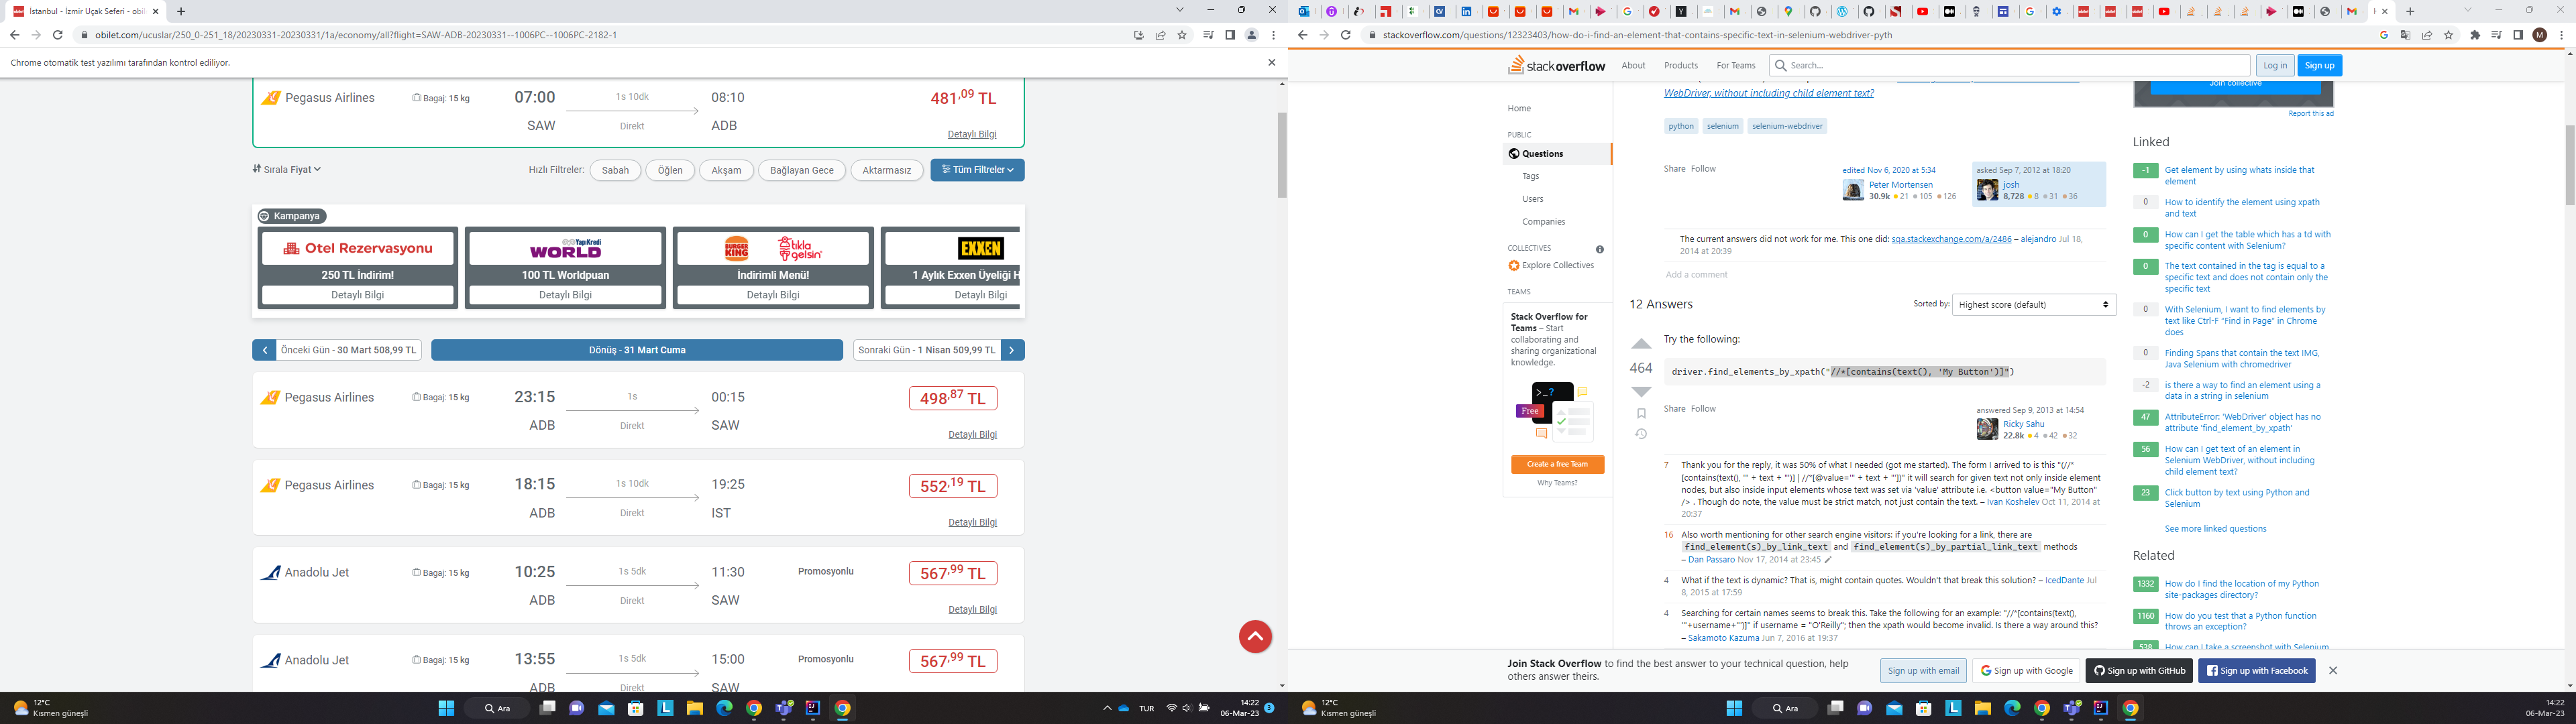 İstanbul - İzmir Uçak Seferi - obil
obilet.com/ucuslar/250_0-251_18/20230331-20230331/1a/economy/all?flight=SAW-ADB-20230331--1006PC--1006PC-2182-1
Chrome otomatik test yazılımı tarafından kontrol ediliyor.
Pegasus Airlines Bagaj: 15 kg 07:00 1s 10dk 08:10 481,09 TL
SAW Direkt ADB Detaylı Bilgi
Sırala Fiyat Hızlı Filtreler: Sabah Öğlen Akşam Bağlayan Gece Aktarmasız Tüm Filtreler
Kampanya
Otel Rezervasyonu YapıKredi WORLD BURGER KING tıkla gelsin EXXEN
250 TL İndirim! 100 TL Worldpuan İndirimli Menü! 1 Aylık Exxen Üyeliği H
Detaylı Bilgi Detaylı Bilgi Detaylı Bilgi Detaylı Bilgi
Önceki Gün - 30 Mart 508,99 TL Dönüş - 31 Mart Cuma Sonraki Gün - 1 Nisan 509,99 TL
Pegasus Airlines Bagaj: 15 kg 23:15 1s 00:15 498,87 TL
ADB Direkt SAW Detaylı Bilgi
Pegasus Airlines Bagaj: 15 kg 18:15 1s 10dk 19:25 552,19 TL
ADB Direkt IST Detaylı Bilgi
Anadolu Jet Bagaj: 15 kg 10:25 1s 5dk 11:30 Promosyonlu 567,99 TL
ADB Direkt SAW Detaylı Bilgi
Anadolu Jet Bagaj: 15 kg 13:55 1s 5dk 15:00 Promosyonlu 567,99 TL
ADB Direkt SAW Detaylı Bilgi
12°C
Kısmen güneşli
Ara
TUR
14:22
06-Mar-23
3
stackoverflow.com/questions/12323403/how-do-i-find-an-element-that-contains-specific-text-in-selenium-webdriver-pyth
stackoverflow About Products For Teams Search... Log in Sign up
Home
PUBLIC
Questions
Tags
Users
Companies
COLLECTIVES
Explore Collectives
TEAMS
Stack Overflow for
Teams – Start
collaborating and
sharing organizational
knowledge.
Free
Create a free Team
Why Teams?
WebDriver, without including child element text?
python selenium selenium-webdriver
Share Follow
edited Nov 6, 2020 at 5:34
Peter Mortensen
30.9k 21 105 126
asked Sep 7, 2012 at 18:20
josh
8,728 8 31 36
The current answers did not work for me. This one did: sqa.stackexchange.com/a/2486 – alejandro Jul 18,
2014 at 20:39
Add a comment
12 Answers
Sorted by: Highest score (default)
464
Try the following:
driver.find_elements_by_xpath("//*[contains(text(), 'My Button')]")
Share Follow
answered Sep 9, 2013 at 14:54
Ricky Sahu
22.8k 4 42 32
7 Thank you for the reply, it was 50% of what I needed (got me started). The form I arrived to is this "(//*
[contains(text(), '" + text + "')] | //*[@value='" + text + "'])" it will search for given text not only inside element
nodes, but also inside input elements whose text was set via 'value' attribute i.e. <button value="My Button"
/> . Though do note, the value must be strict match, not just contain the text. – Ivan Koshelev Oct 11, 2014 at
20:37
16 Also worth mentioning for other search engine visitors: if you're looking for a link, there are
find_element(s)_by_link_text and find_element(s)_by_partial_link_text methods
– Dan Passaro Nov 17, 2014 at 23:45
4 What if the text is dynamic? That is, might contain quotes. Wouldn't that break this solution? – IcedDante Jul
8, 2015 at 17:59
4 Searching for certain names seems to break this. Take the following for an example: "//*[contains(text(),
'"+username+"')]" if username = "O'Reilly"; then the xpath would become invalid. Is there a way around this?
– Sakamoto Kazuma Jun 7, 2016 at 19:37
Join collective
Report this ad
Linked
-1 Get element by using whats inside that
element
0 How to identify the element using xpath
and text
0 How can I get the table which has a td with
specific content with Selenium?
0 The text contained in the tag is equal to a
specific text and does not contain only the
specific text
0 With Selenium, I want to find elements by
text like Ctrl-F "Find in Page" in Chrome
does
0 Finding Spans that contain the text IMG,
Java Selenium with chromedriver
-2 is there a way to find an element using a
data in a string in selenium
47 AttributeError: 'WebDriver' object has no
attribute 'find_element_by_xpath'
56 How can I get text of an element in
Selenium WebDriver, without including
child element text?
23 Click button by text using Python and
Selenium
See more linked questions
Related
1332 How do I find the location of my Python
site-packages directory?
1160 How do you test that a Python function
throws an exception?
538 How can I take a screenshot with Selenium
Join Stack Overflow to find the best answer to your technical question, help
others answer theirs.
Sign up with email Sign up with Google Sign up with GitHub Sign up with Facebook
12°C
Kısmen güneşli
Ara
14:22
06-Mar-23